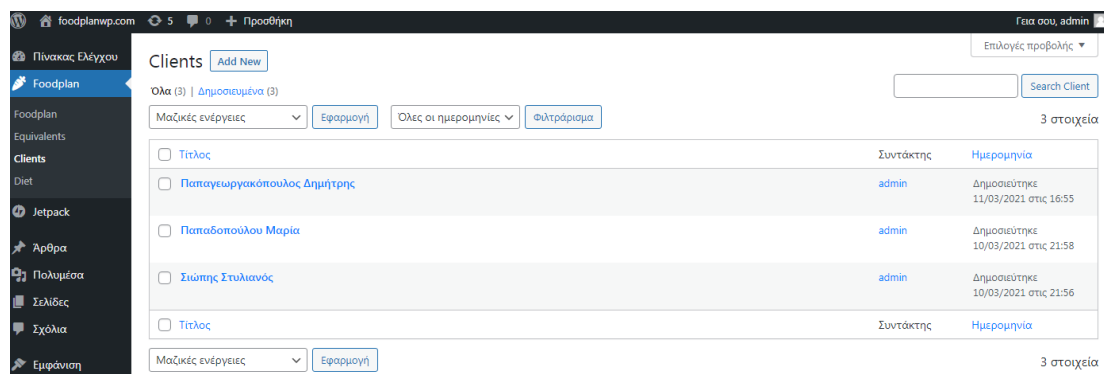 foodplanwp.com 5 0 + Προσθήκη Γεια σου, admin
Επιλογές προβολής ▼
Πίνακας Ελέγχου
Foodplan
Foodplan
Equivalents
Clients
Diet
Jetpack
Άρθρα
Πολυμέσα
Σελίδες
Σχόλια
Εμφάνιση
Clients Add New
Όλα (3) | Δημοσιευμένα (3)
Search Client
Μαζικές ενέργειες Εφαρμογή Όλες οι ημερομηνίες Φιλτράρισμα 3 στοιχεία
Τίτλος Συντάκτης Ημερομηνία
Παπαγεωργακόπουλος Δημήτρης admin Δημοσιεύτηκε
11/03/2021 στις 16:55
Παπαδοπούλου Μαρία admin Δημοσιεύτηκε
10/03/2021 στις 21:58
Σιώπης Στυλιανός admin Δημοσιεύτηκε
10/03/2021 στις 21:56
Τίτλος Συντάκτης Ημερομηνία
Μαζικές ενέργειες Εφαρμογή 3 στοιχεία